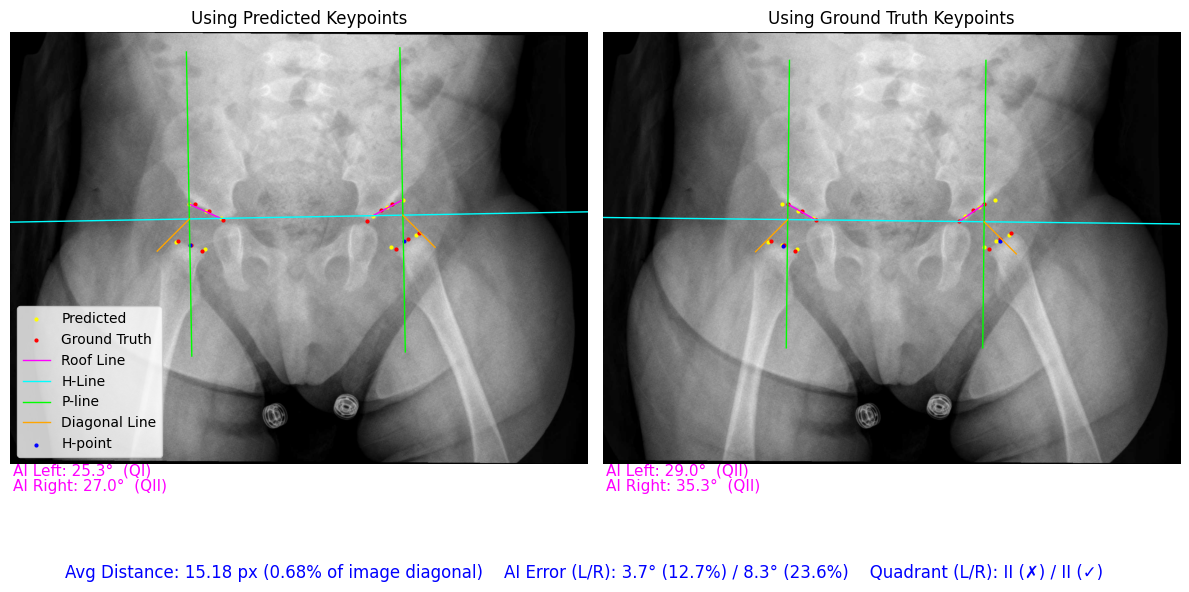 Using Predicted Keypoints
Using Ground Truth Keypoints
Predicted
Ground Truth
Roof Line
H-Line
P-line
Diagonal Line
H-point
AI Left: 25.3° (QI)
AI Right: 27.0° (QII)
AI Left: 29.0° (QII)
AI Right: 35.3° (QII)
Avg Distance: 15.18 px (0.68% of image diagonal) AI Error (L/R): 3.7° (12.7%) / 8.3° (23.6%) Quadrant (L/R): II (✗) / II (✓)